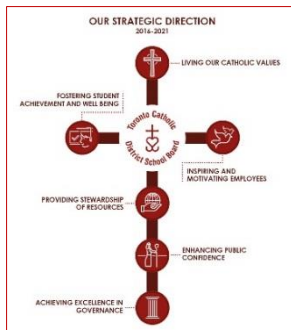 OUR STRATEGIC DIRECTION
2016-2021
LIVING OUR CATHOLIC VALUES
FOSTERING STUDENT
ACHIEVEMENT AND WELL BEING
Toronto Catholic
District School Board
INSPIRING AND
MOTIVATING EMPLOYEES
PROVIDING STEWARDSHIP
OF RESOURCES
ENHANCING PUBLIC
CONFIDENCE
ACHIEVING EXCELLENCE IN
GOVERNANCE